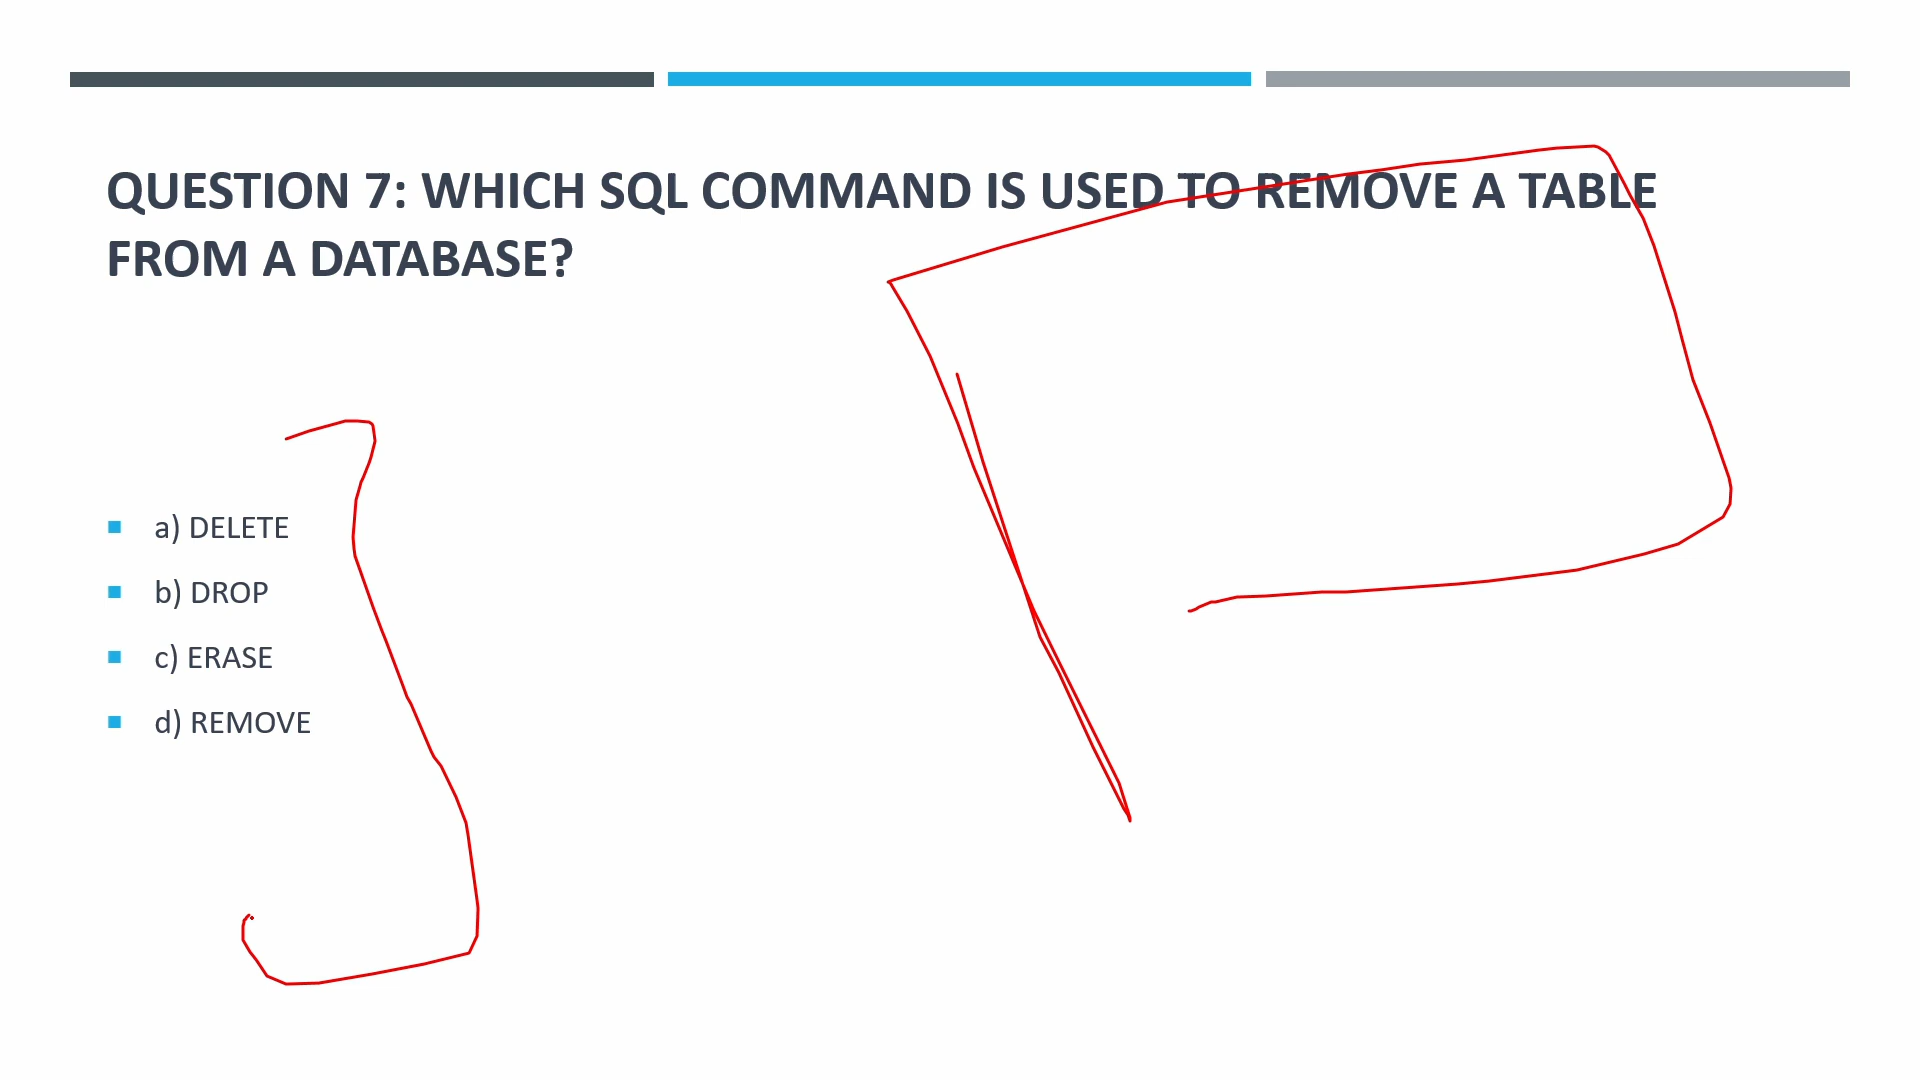 QUESTION 7: WHICH SQL COMMAND IS USED TO REMOVE A TABLE
FROM A DATABASE?
a) DELETE
b) DROP
c) ERASE
d) REMOVE